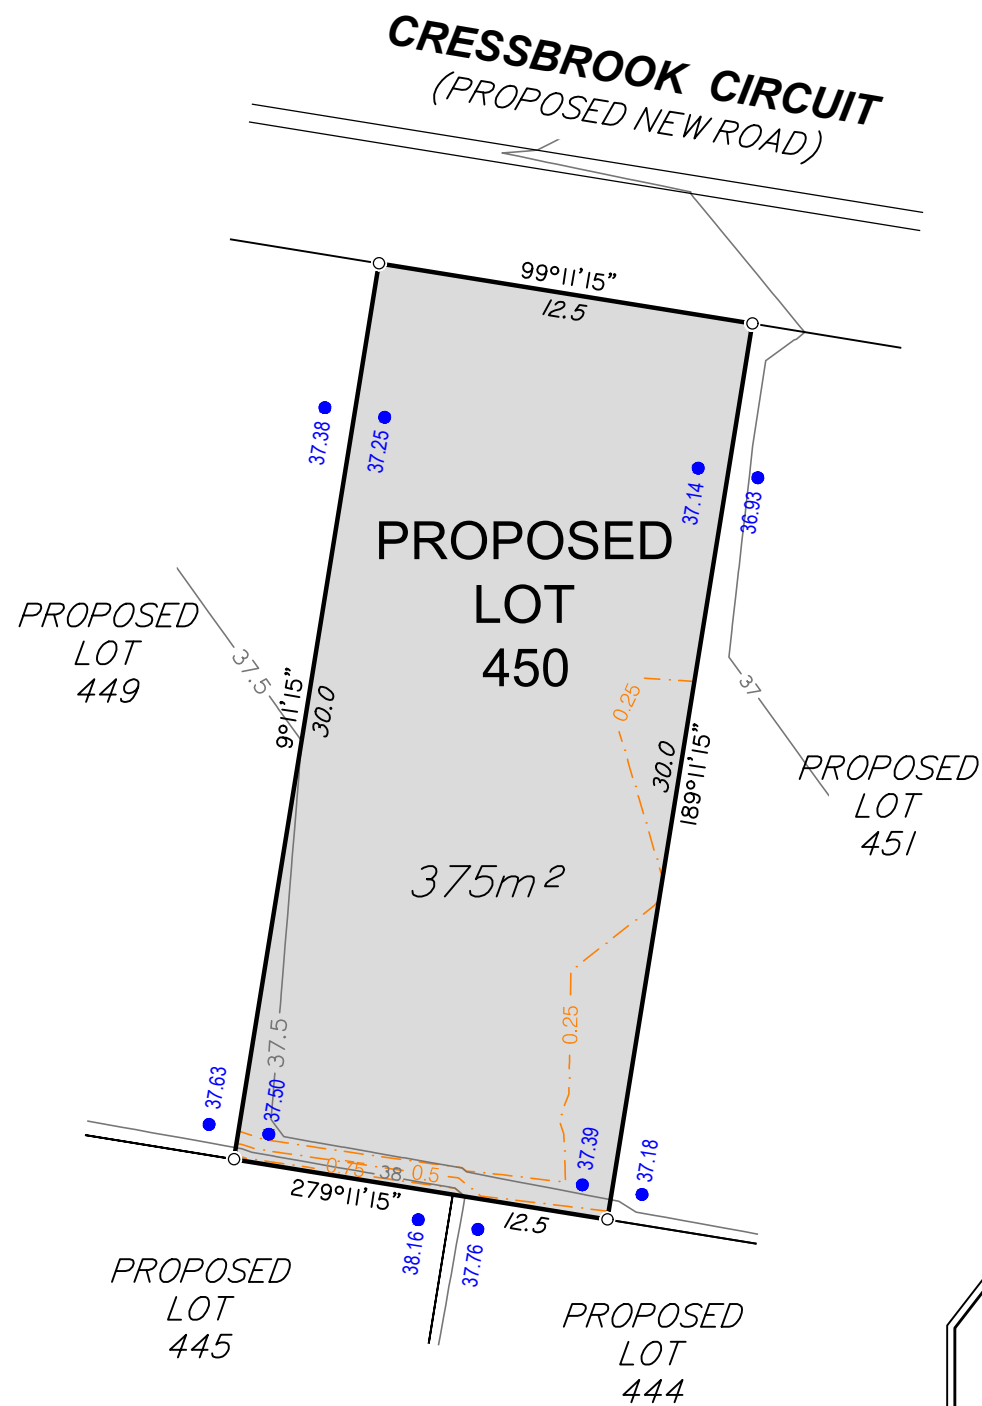 CRESSBROOK CIRCUIT
(PROPOSED NEW ROAD)
99°11'15"
12.5
37.38
37.25
37.14
36.93
PROPOSED
LOT
450
PROPOSED
LOT
449
37.5
9°11'15"
30.0
0.25
37
30.0
189°11'15"
PROPOSED
LOT
451
375m²
0.25
37.5
37.63
37.50
37.39
37.18
0.75
38
0.5
279°11'15"
12.5
38.16
37.76
PROPOSED
LOT
445
PROPOSED
LOT
444